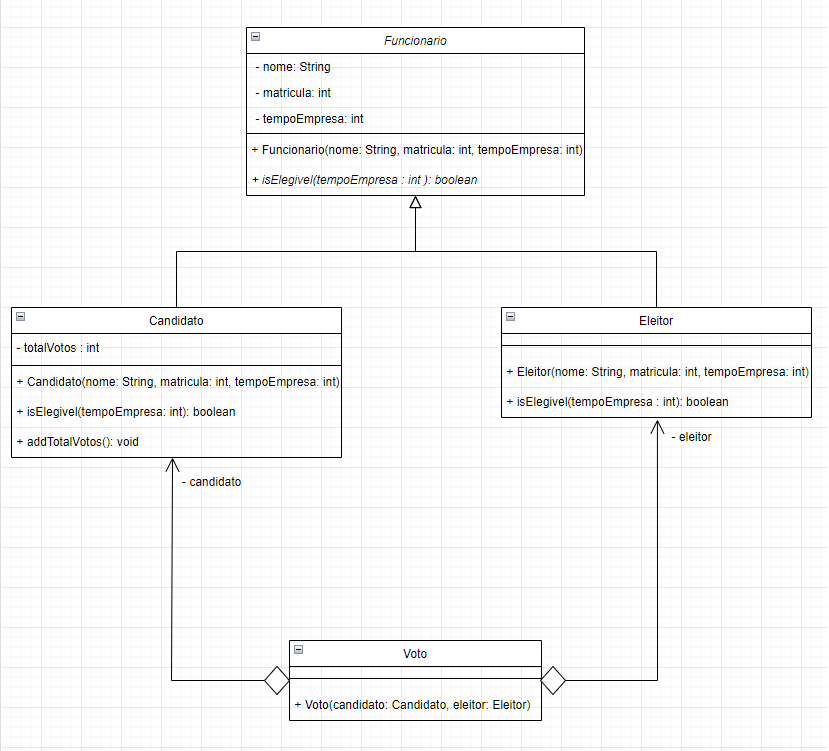 Funcionario
- nome: String
- matricula: int
- tempoEmpresa: int
+ Funcionario(nome: String, matricula: int, tempoEmpresa: int)
+ isElegivel(tempoEmpresa : int ): boolean
Candidato
- totalVotos : int
+ Candidato(nome: String, matricula: int, tempoEmpresa: int)
+ isElegivel(tempoEmpresa: int): boolean
+ addTotalVotos(): void
Eleitor
+ Eleitor(nome: String, matricula: int, tempoEmpresa: int)
+ isElegivel(tempoEmpresa : int): boolean
- eleitor
- candidato
Voto
+ Voto(candidato: Candidato, eleitor: Eleitor)